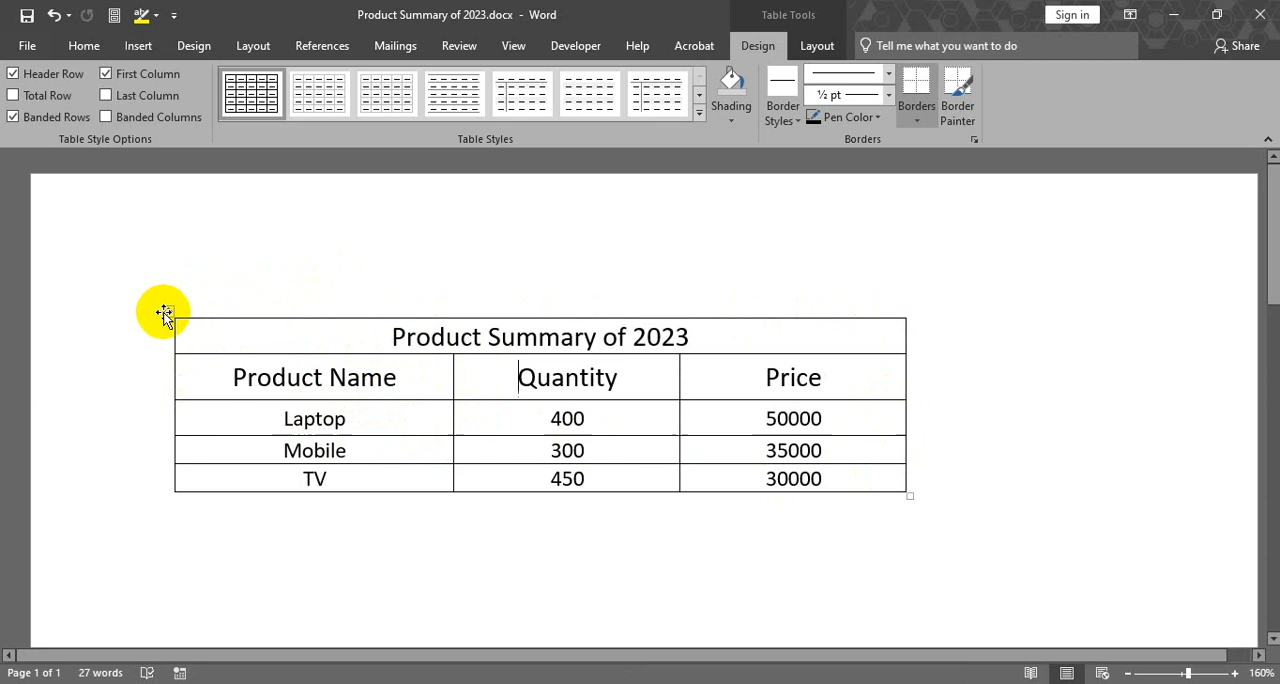 Product Summary of 2023.docx - Word
Table Tools
Sign in
File Home Insert Design Layout References Mailings Review View Developer Help Acrobat Design Layout Tell me what you want to do Share
Header Row First Column
Total Row Last Column
Banded Rows Banded Columns
Table Style Options
Table Styles
Shading
Border Styles
½ pt
Pen Color
Borders
Border Painter
Borders
Product Summary of 2023
Product Name Quantity Price
Laptop 400 50000
Mobile 300 35000
TV 450 30000
Page 1 of 1 27 words 160%